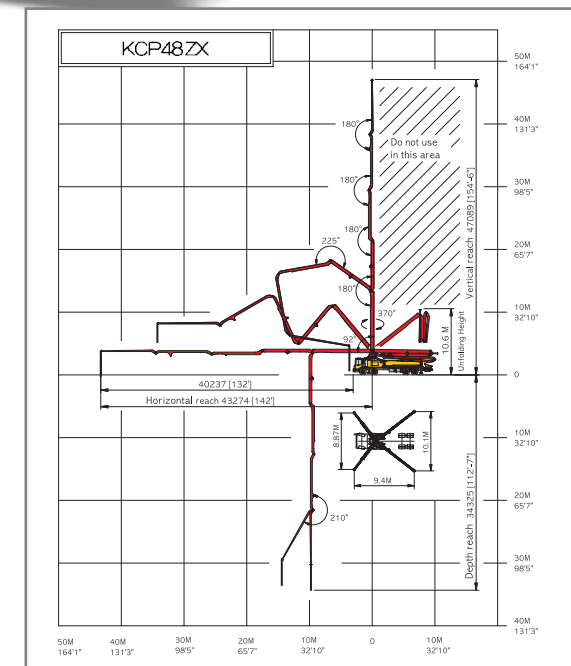 KCP48ZX
50M
164'1"
40M
131'3"
30M
98'5"
20M
65'7"
10M
32'10"
0
10M
32'10"
20M
65'7"
30M
98'5"
40M
131'3"
180°
Do not use
in this area
180°
180°
225°
180°
370°
92°
Vertical reach 47089 [154'-6"]
10.6 M
Unfolding Height
40237 [132']
Horizontal reach 43274 [142']
8.87M
10.1M
9.4M
Depth reach 34325 [112'-7"]
210°
50M
164'1"
40M
131'3"
30M
98'5"
20M
65'7"
10M
32'10"
0
10M
32'10"